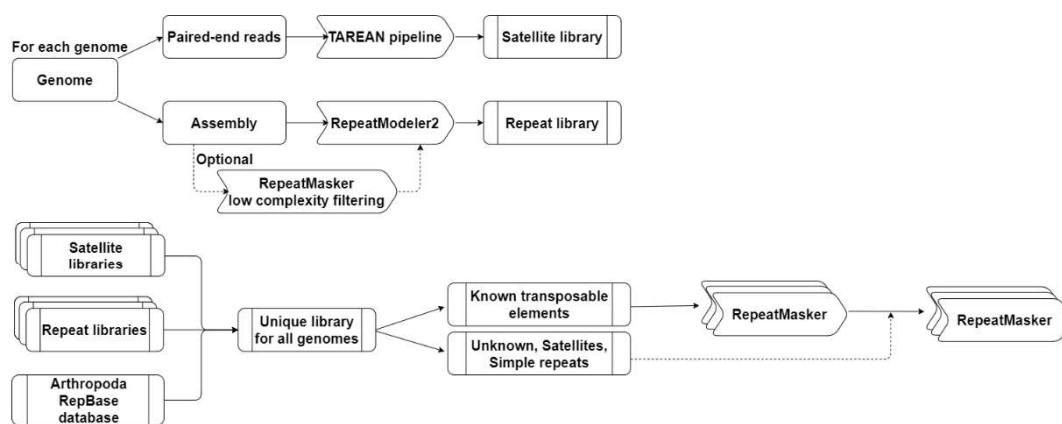 For each genome
Genome
Paired-end reads
TAREAN pipeline
Satellite library
Assembly
RepeatModeler2
Repeat library
Optional
RepeatMasker
low complexity filtering
Satellite
libraries
Repeat libraries
Arthropoda
RepBase
database
Unique library
for all genomes
Known transposable
elements
Unknown, Satellites,
Simple repeats
RepeatMasker
RepeatMasker